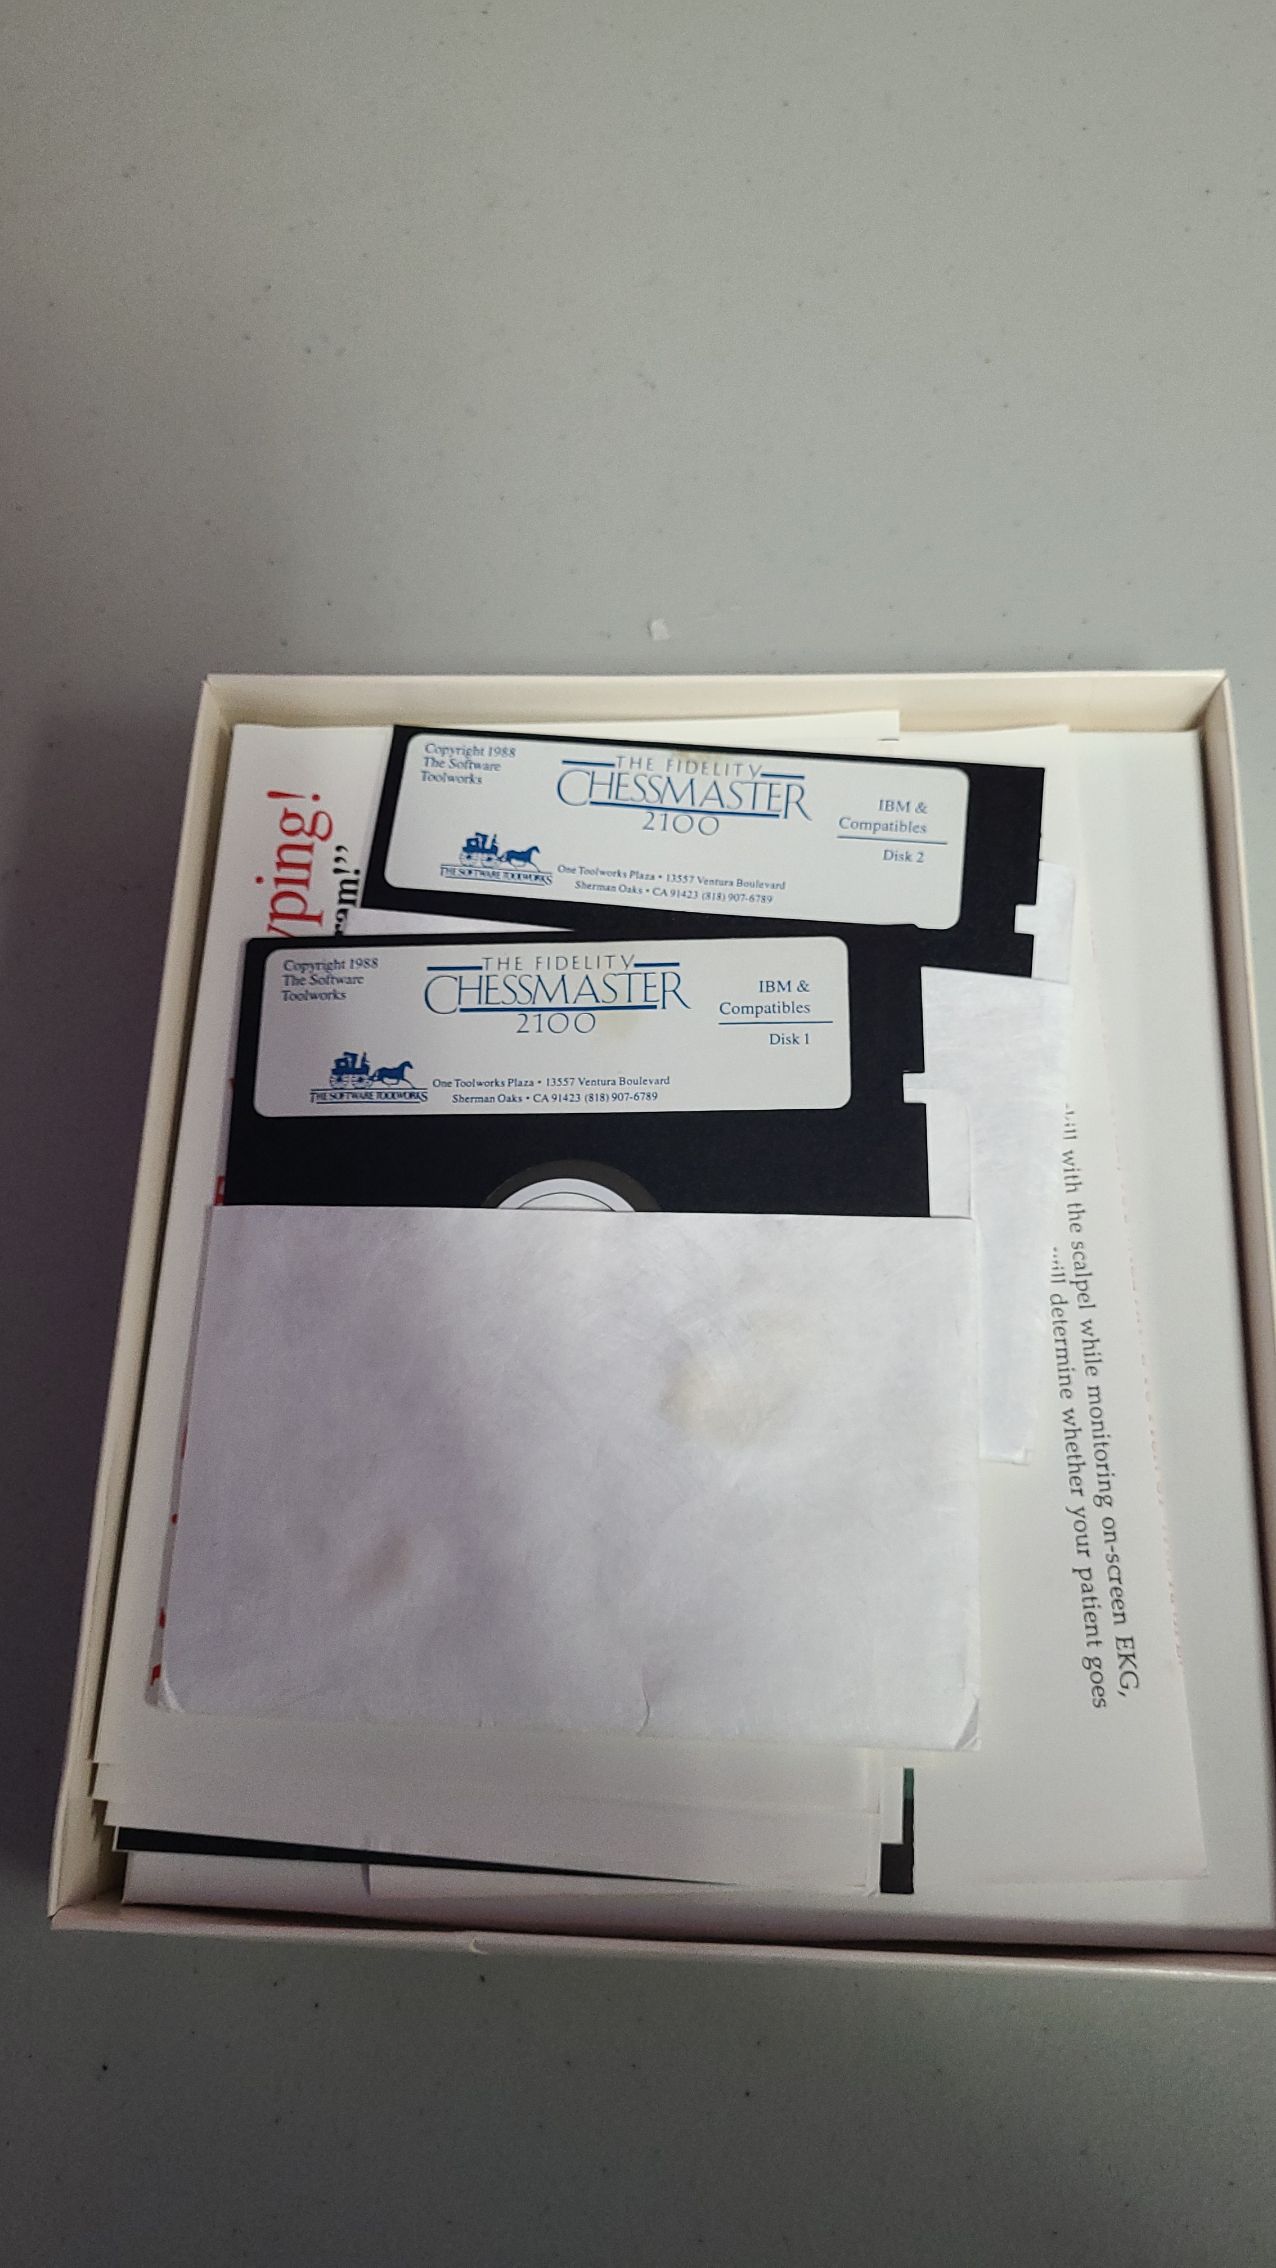 yping!
ram!”
Copyright 1988
The Software
Toolworks
THE FIDELITY
CHESSMASTER
2100
IBM &
Compatibles
Disk 2
THE SOFTWARE TOOLWORKS
One Toolworks Plaza • 13557 Ventura Boulevard
Sherman Oaks • CA 91423 (818) 907-6789
Copyright 1988
The Software
Toolworks
THE FIDELITY
CHESSMASTER
2100
IBM &
Compatibles
Disk 1
THE SOFTWARE TOOLWORKS
One Toolworks Plaza • 13557 Ventura Boulevard
Sherman Oaks • CA 91423 (818) 907-6789
with the scalpel while monitoring on-screen EKG,
will determine whether your patient goes